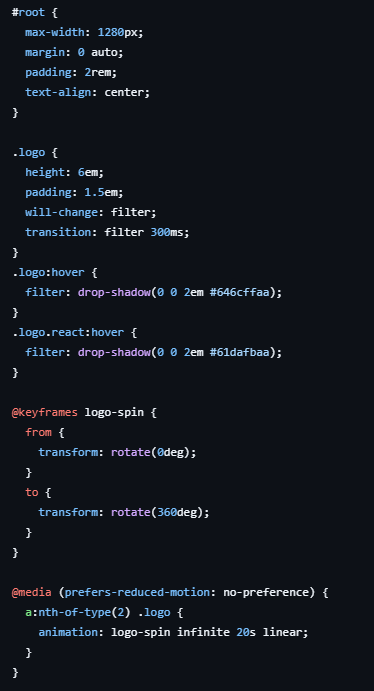 #root {
  max-width: 1280px;
  margin: 0 auto;
  padding: 2rem;
  text-align: center;
}

.logo {
  height: 6em;
  padding: 1.5em;
  will-change: filter;
  transition: filter 300ms;
}
.logo:hover {
  filter: drop-shadow(0 0 2em #646cffaa);
}
.logo.react:hover {
  filter: drop-shadow(0 0 2em #61dafbaa);
}

@keyframes logo-spin {
  from {
    transform: rotate(0deg);
  }
  to {
    transform: rotate(360deg);
  }
}

@media (prefers-reduced-motion: no-preference) {
  a:nth-of-type(2) .logo {
    animation: logo-spin infinite 20s linear;
  }
}